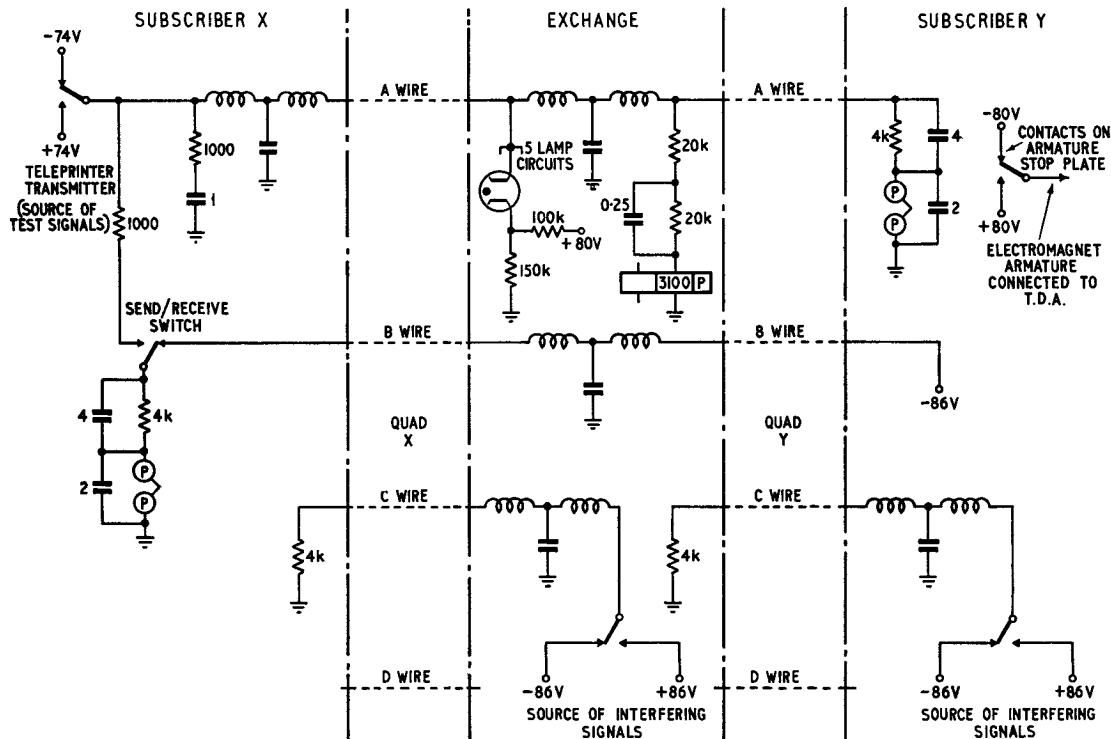 SUBSCRIBER X
EXCHANGE
SUBSCRIBER Y
-74V
+74V
TELEPRINTER
TRANSMITTER
(SOURCE OF
TEST SIGNALS)
1000
1000
1
SEND/RECEIVE
SWITCH
4
4k
2
P
P
4k
A WIRE
B WIRE
QUAD
X
C WIRE
D WIRE
5 LAMP
CIRCUITS
100k
+80V
150k
20k
0·25
20k
3100 P
4k
-86V
+86V
SOURCE OF INTERFERING
SIGNALS
A WIRE
B WIRE
QUAD
Y
C WIRE
D WIRE
4k
4
P
P
2
-80V
CONTACTS ON
ARMATURE
STOP PLATE
+80V
ELECTROMAGNET
ARMATURE
CONNECTED TO
T.D.A.
-86V
-86V
+86V
SOURCE OF INTERFERING
SIGNALS